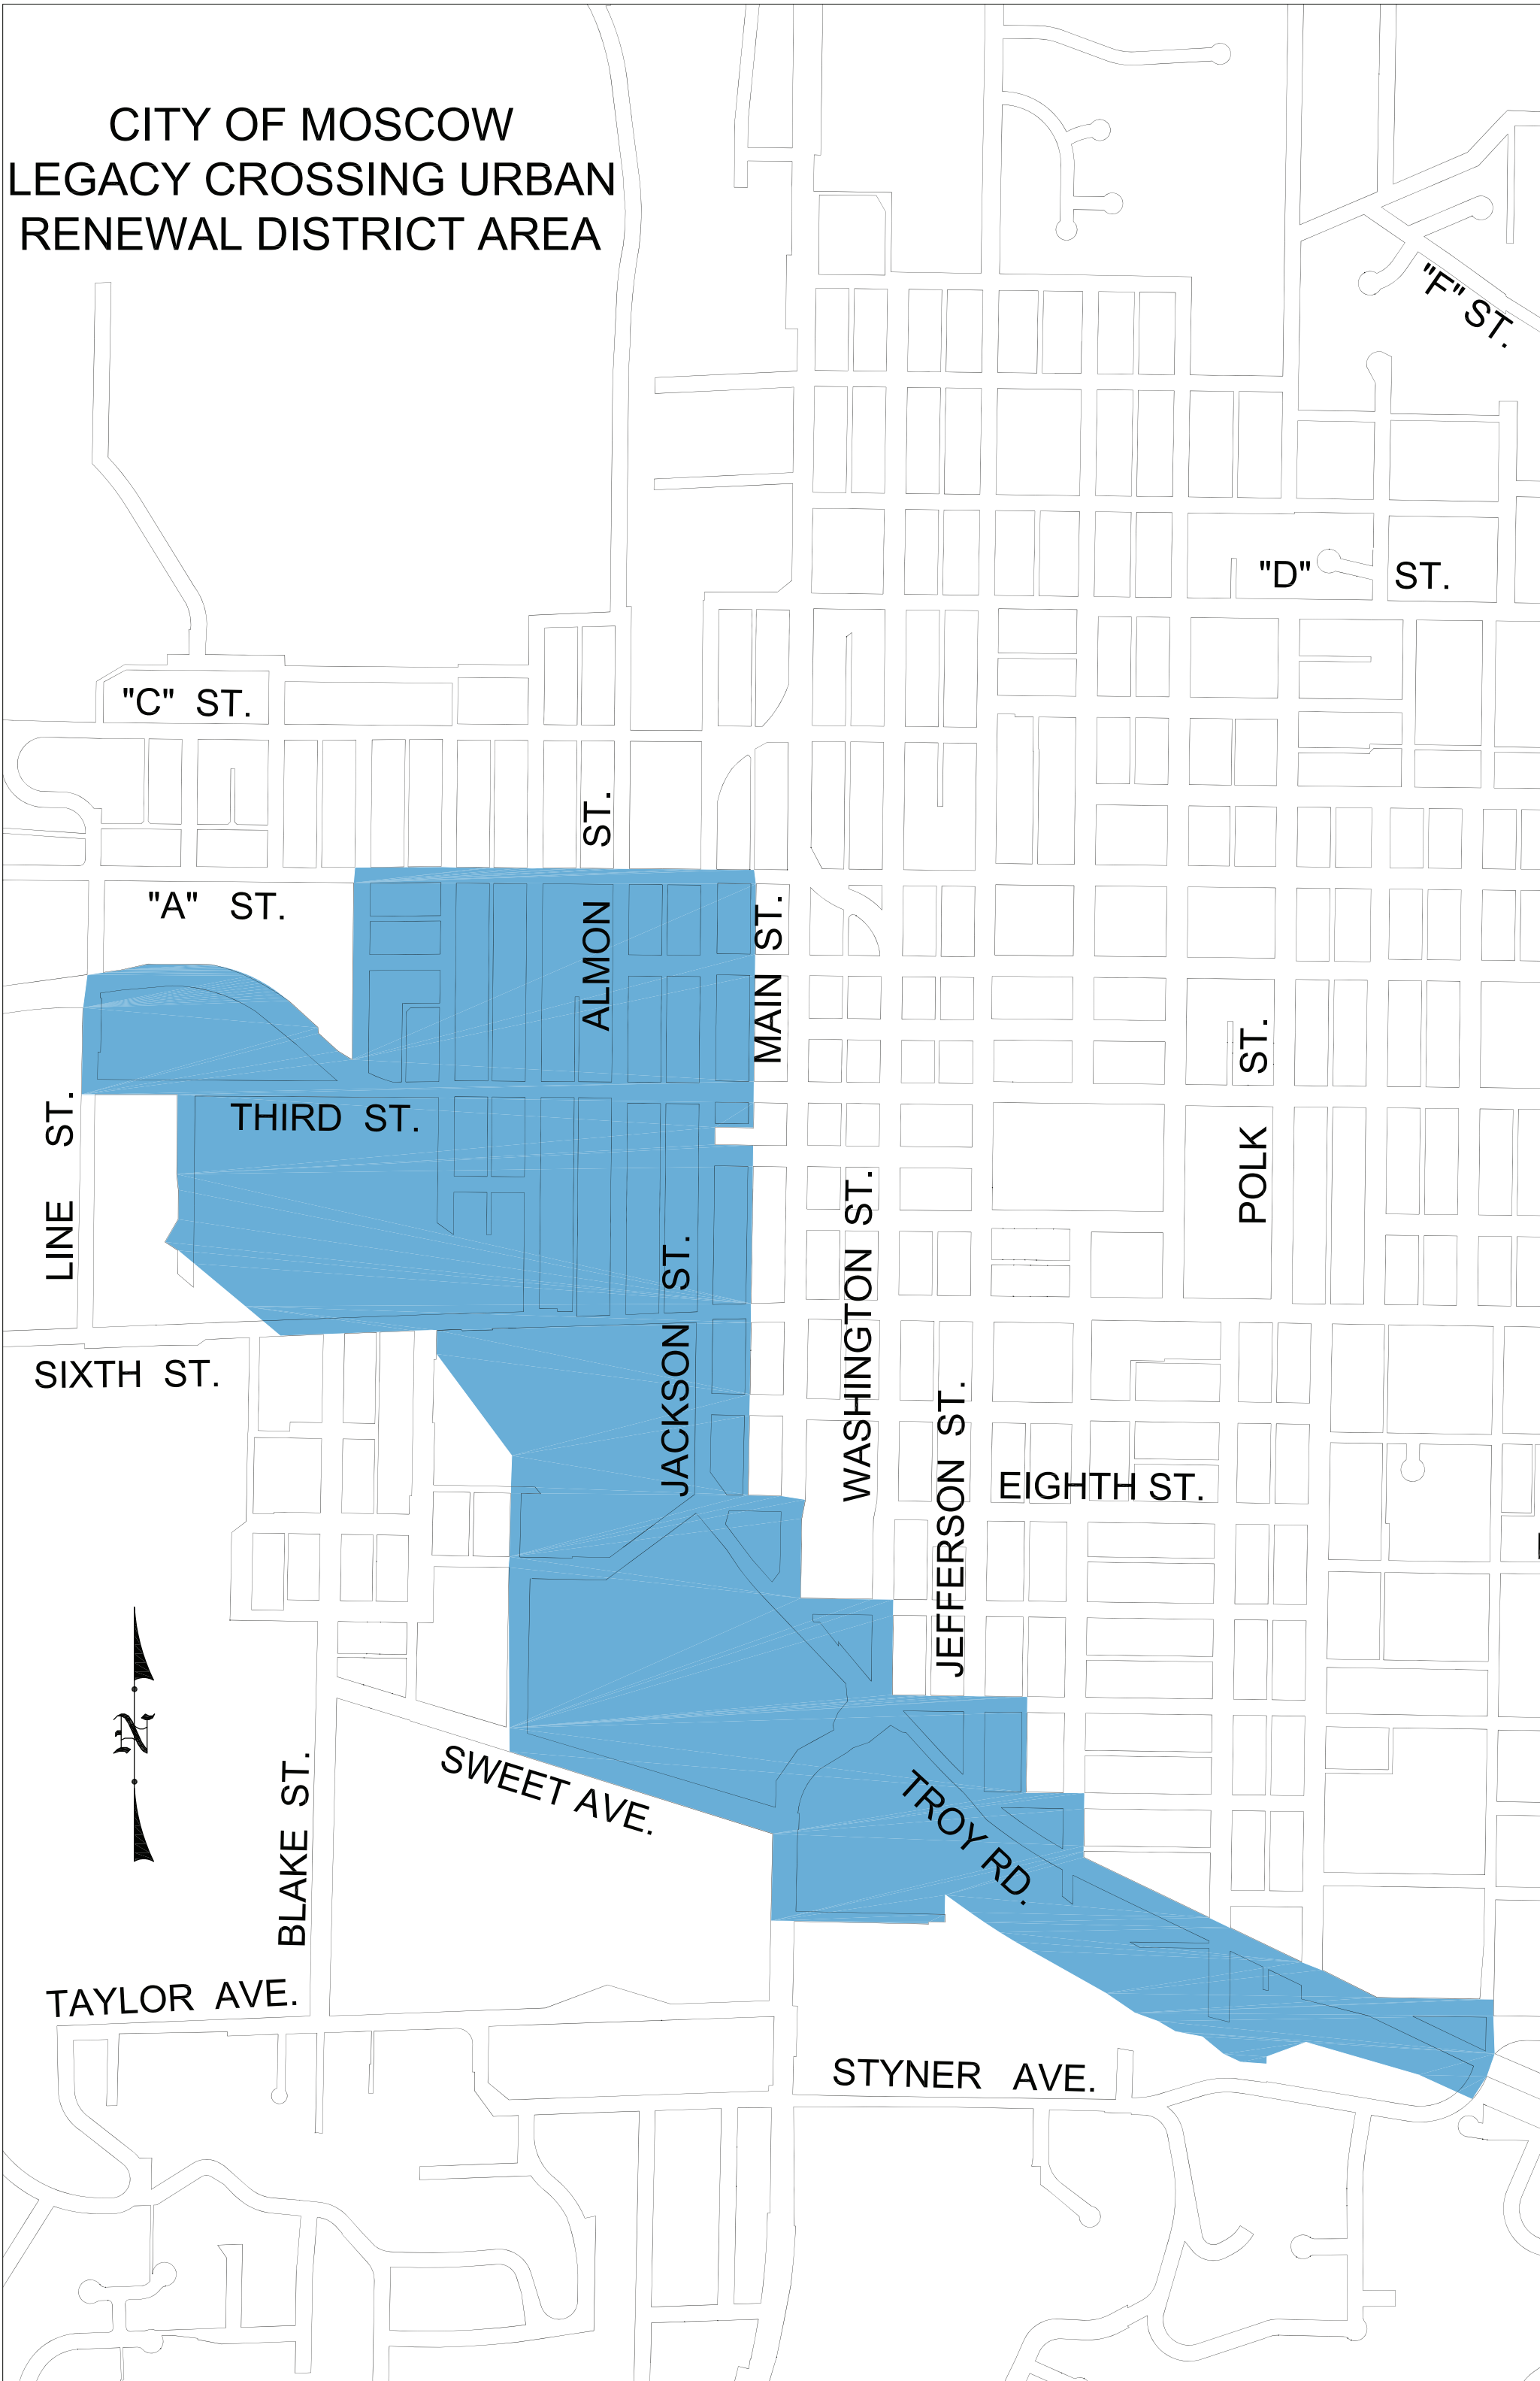 CITY OF MOSCOW
LEGACY CROSSING URBAN
RENEWAL DISTRICT AREA
"F" ST.
"D" ST.
"C" ST.
ALMON ST.
"A" ST.
MAIN ST.
THIRD ST.
LINE ST.
POLK ST.
WASHINGTON ST.
JACKSON ST.
SIXTH ST.
JEFFERSON ST.
EIGHTH ST.
N
SWEET AVE.
TROY RD.
BLAKE ST.
TAYLOR AVE.
STYNER AVE.